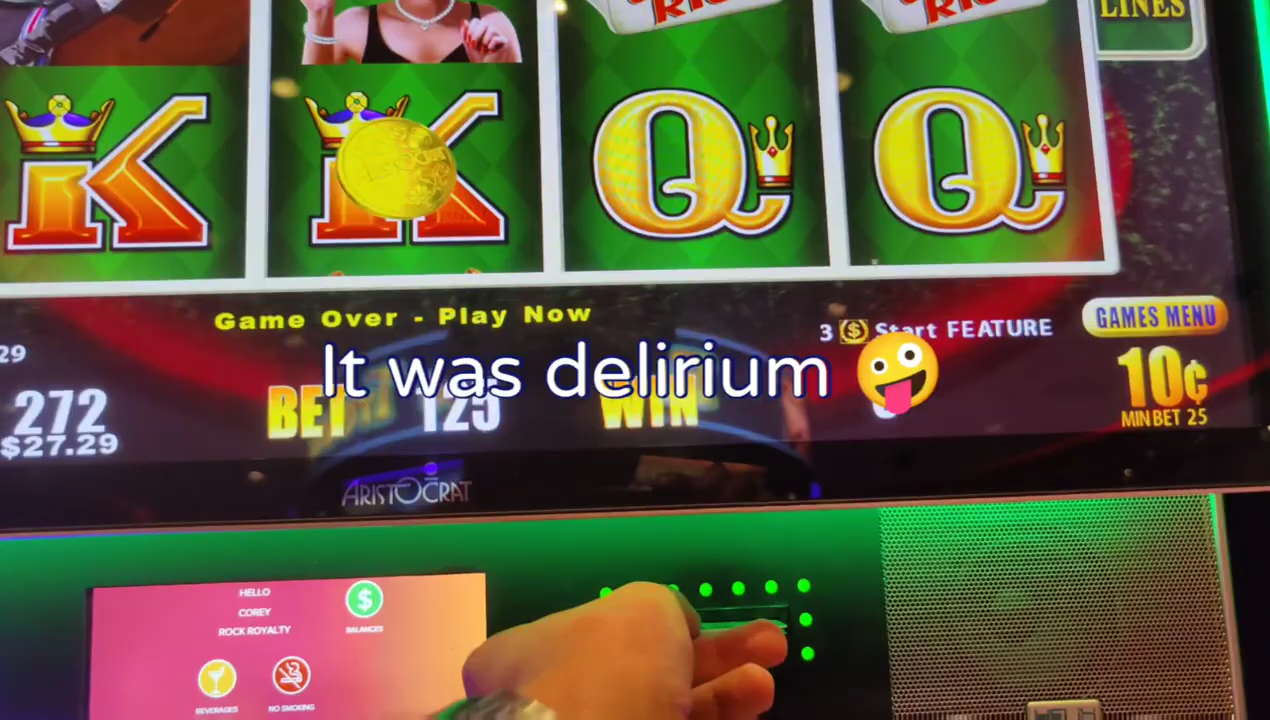 LINES
K
K
Q
Q
Game Over - Play Now
3 $ Start FEATURE
GAMES MENU
29
It was delirium 🤪
272
$27.29
BET 125
WIN
10¢
MIN BET 25
ARISTOCRAT
HELLO
COREY
ROCK ROYALTY
$
BALANCES
BEVERAGES
NO SMOKING